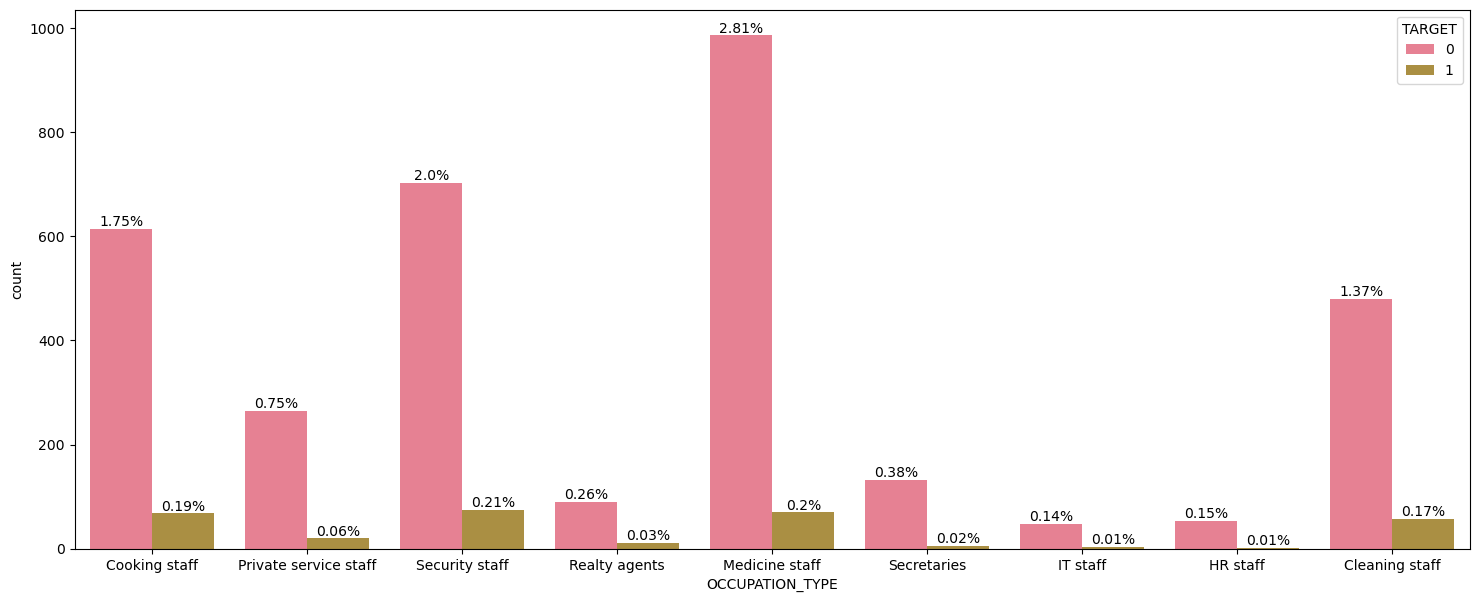 1000
800
600
400
200
0
count
1.75%
0.19%
0.75%
0.06%
2.0%
0.21%
0.26%
0.03%
2.81%
0.2%
0.38%
0.02%
0.14%
0.01%
0.15%
0.01%
1.37%
0.17%
TARGET
0
1
Cooking staff
Private service staff
Security staff
Realty agents
Medicine staff
Secretaries
IT staff
HR staff
Cleaning staff
OCCUPATION_TYPE